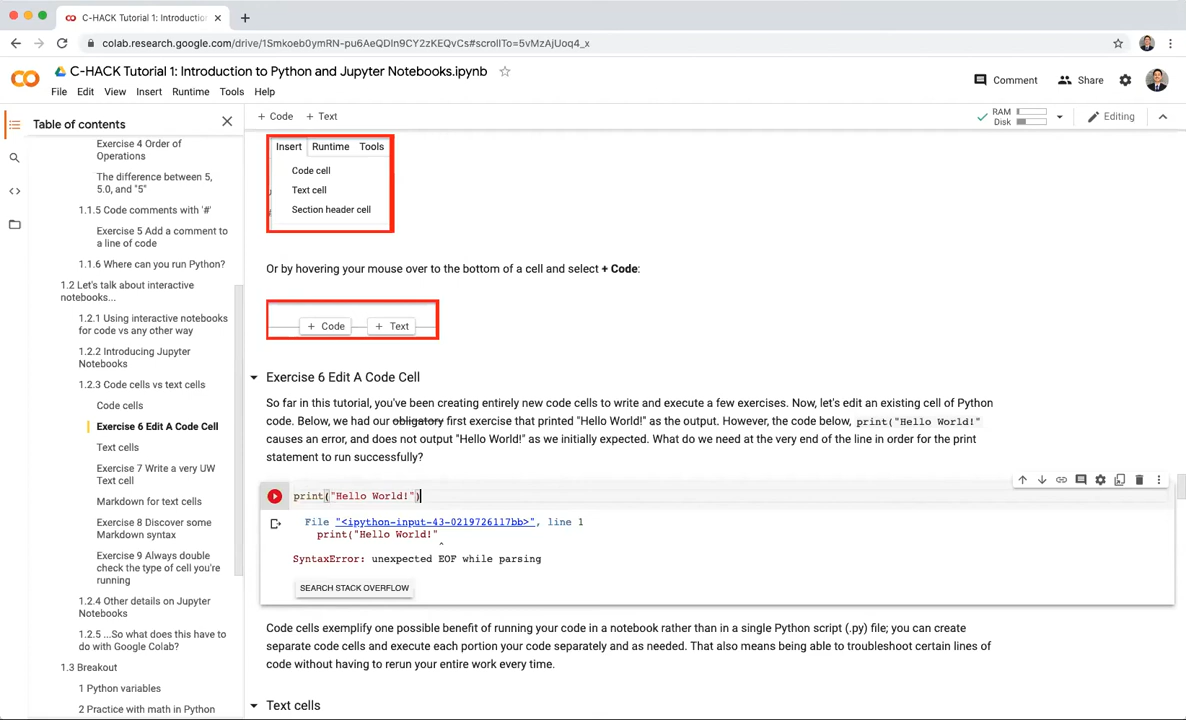 C-HACK Tutorial 1: Introduction
colab.research.google.com/drive/1Smkoeb0ymRN-pu6AeQDIn9CY2zKEQvCs#scrollTo=5vMzAjUoq4_x
C-HACK Tutorial 1: Introduction to Python and Jupyter Notebooks.ipynb
File Edit View Insert Runtime Tools Help
Comment
Share
Table of contents
Exercise 4 Order of
Operations
The difference between 5,
5.0, and "5"
1.1.5 Code comments with '#'
Exercise 5 Add a comment to
a line of code
1.1.6 Where can you run Python?
1.2 Let's talk about interactive
notebooks...
1.2.1 Using interactive notebooks
for code vs any other way
1.2.2 Introducing Jupyter
Notebooks
1.2.3 Code cells vs text cells
Code cells
Exercise 6 Edit A Code Cell
Text cells
Exercise 7 Write a very UW
Text cell
Markdown for text cells
Exercise 8 Discover some
Markdown syntax
Exercise 9 Always double
check the type of cell you're
running
1.2.4 Other details on Jupyter
Notebooks
1.2.5 ...So what does this have to
do with Google Colab?
1.3 Breakout
1 Python variables
2 Practice with math in Python
+ Code + Text
RAM
Disk
Editing
Insert Runtime Tools
Code cell
Text cell
Section header cell
Or by hovering your mouse over to the bottom of a cell and select + Code:
+ Code + Text
Exercise 6 Edit A Code Cell
So far in this tutorial, you've been creating entirely new code cells to write and execute a few exercises. Now, let's edit an existing cell of Python
code. Below, we had our obligatory first exercise that printed "Hello World!" as the output. However, the code below, print("Hello World!"
causes an error, and does not output "Hello World!" as we initially expected. What do we need at the very end of the line in order for the print
statement to run successfully?
print("Hello World!")
File "<ipython-input-43-0219726117bb>", line 1
print("Hello World!"
^
SyntaxError: unexpected EOF while parsing
SEARCH STACK OVERFLOW
Code cells exemplify one possible benefit of running your code in a notebook rather than in a single Python script (.py) file; you can create
separate code cells and execute each portion your code separately and as needed. That also means being able to troubleshoot certain lines of
code without having to rerun your entire work every time.
Text cells